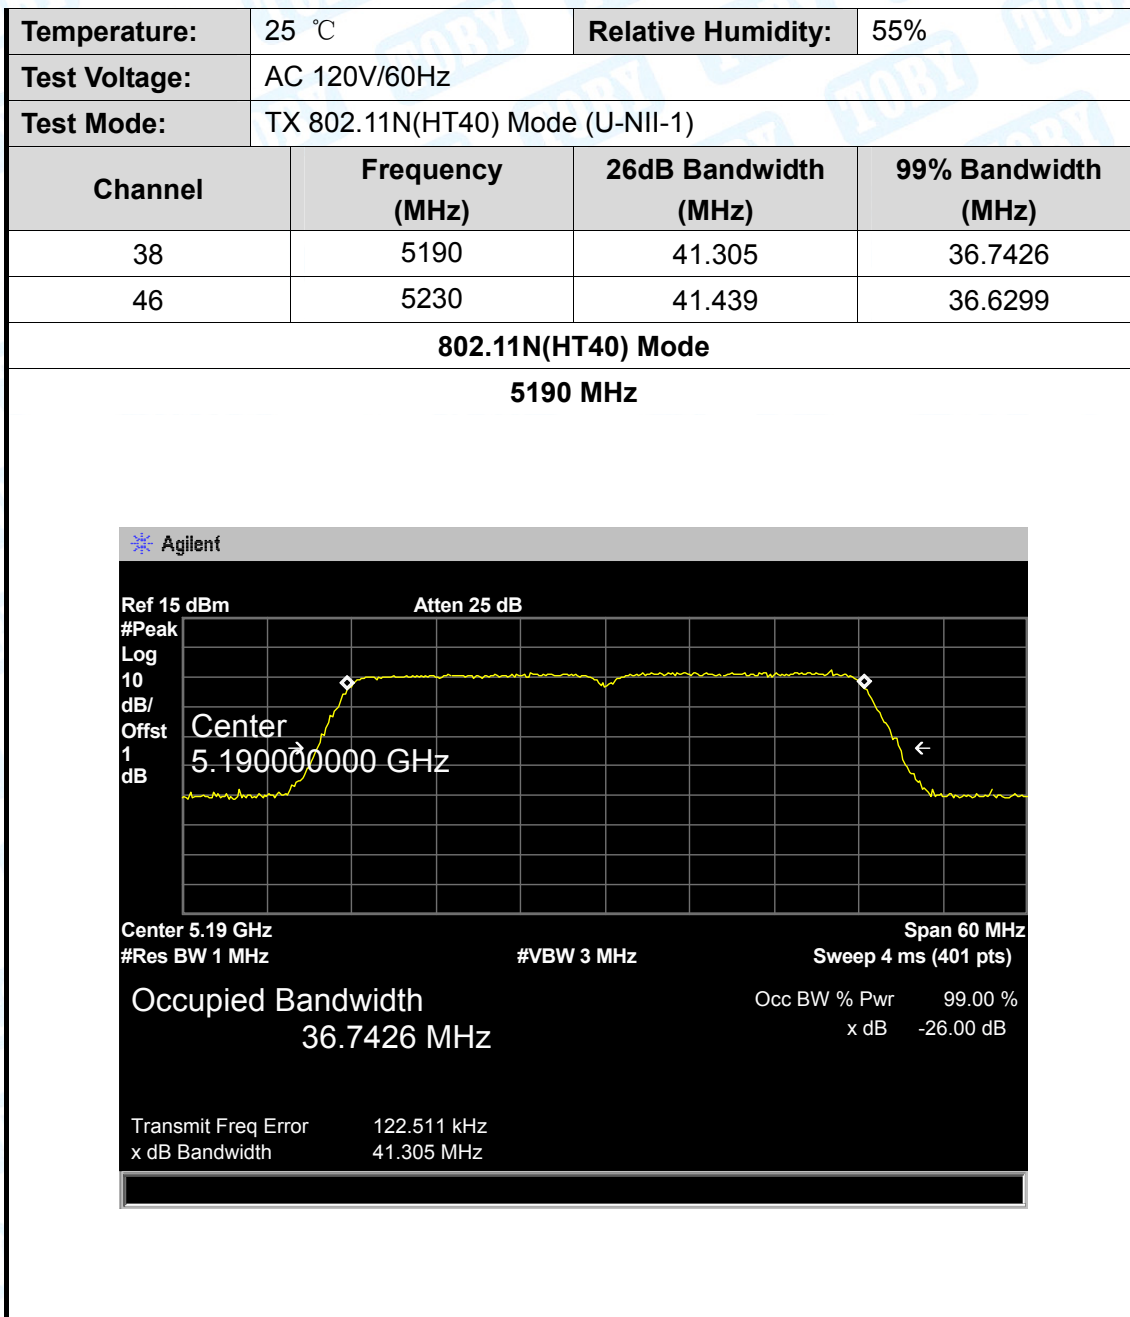 Temperature: 25 ℃ Relative Humidity: 55%
Test Voltage: AC 120V/60Hz
Test Mode: TX 802.11N(HT40) Mode (U-NII-1)
Channel Frequency (MHz) 26dB Bandwidth (MHz) 99% Bandwidth (MHz)
38 5190 41.305 36.7426
46 5230 41.439 36.6299
802.11N(HT40) Mode
5190 MHz
Agilent
Ref 15 dBm Atten 25 dB
#Peak
Log
10
dB/
Offst
1
dB
Center
5.190000000 GHz
Center 5.19 GHz Span 60 MHz
#Res BW 1 MHz #VBW 3 MHz Sweep 4 ms (401 pts)
Occupied Bandwidth Occ BW % Pwr 99.00 %
36.7426 MHz x dB -26.00 dB
Transmit Freq Error 122.511 kHz
x dB Bandwidth 41.305 MHz
TOBY
TOBY
TOBY
TOBY